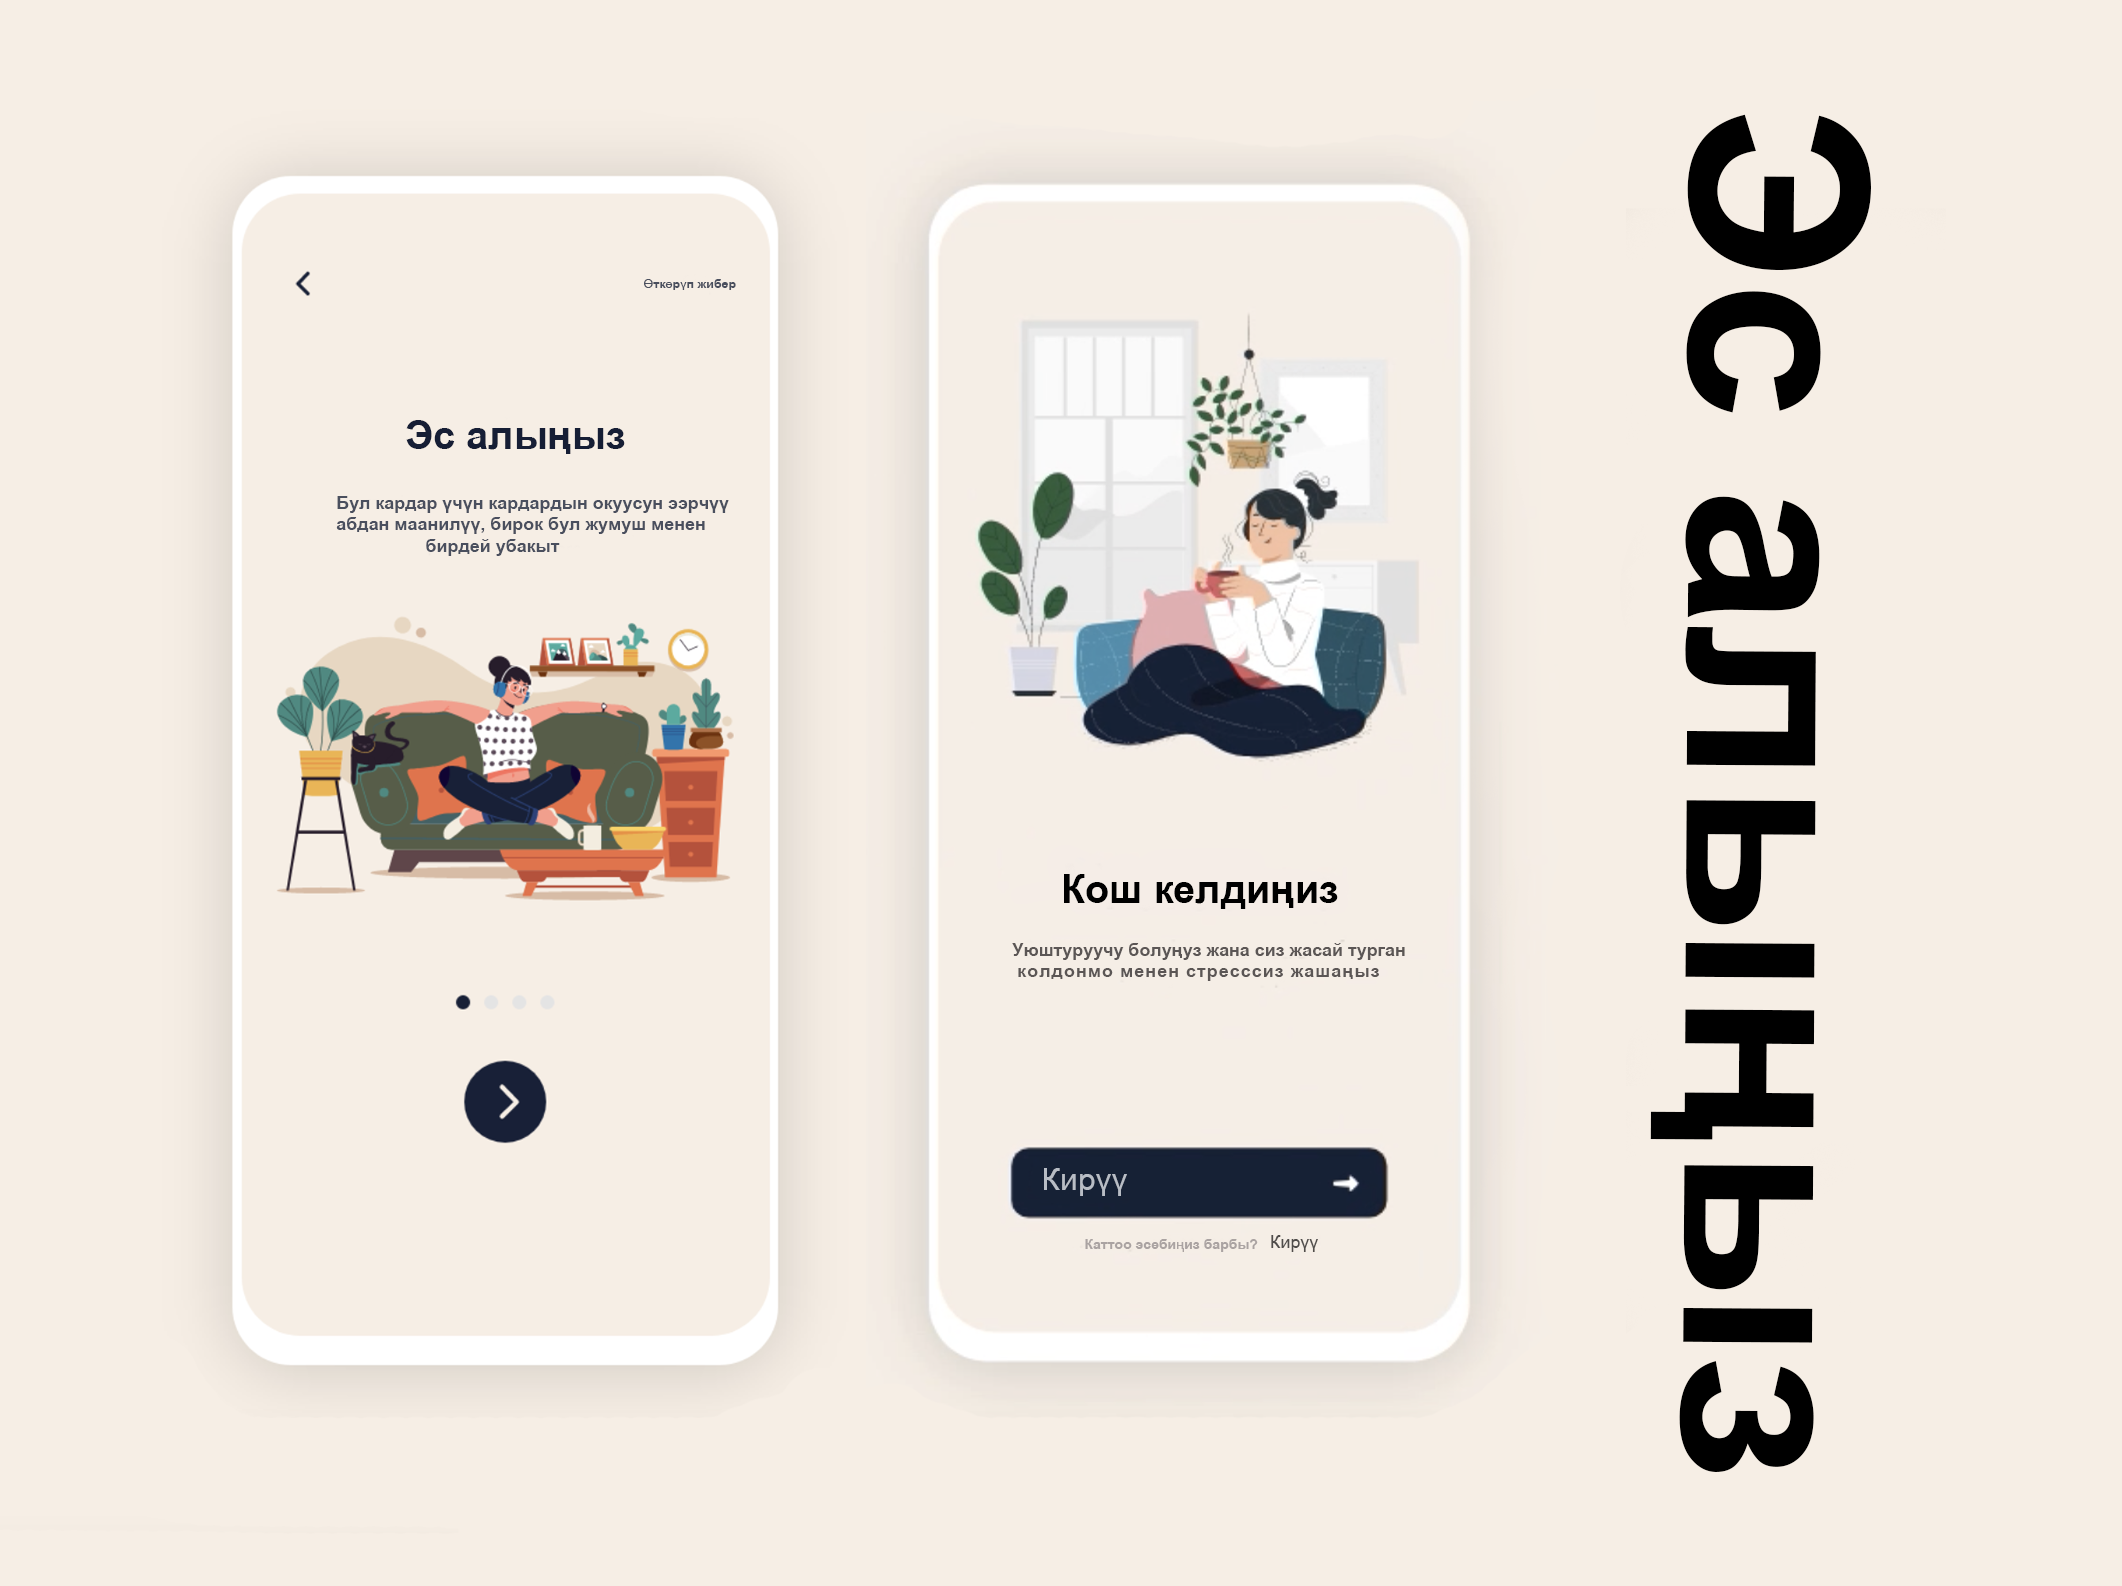 Өткөрүп жибер
Эс алыңыз
Бул кардар үчүн кардардын окуусун ээрчүү
абдан маанилүү, бирок бул жумуш менен
бирдей убакыт
Кош келдиңиз
Уюштуруучу болуңуз жана сиз жасай турган
колдонмо менен стресссиз жашаңыз
Кирүү
Каттоо эсебиңиз барбы? Кирүү
Эс алыңыз